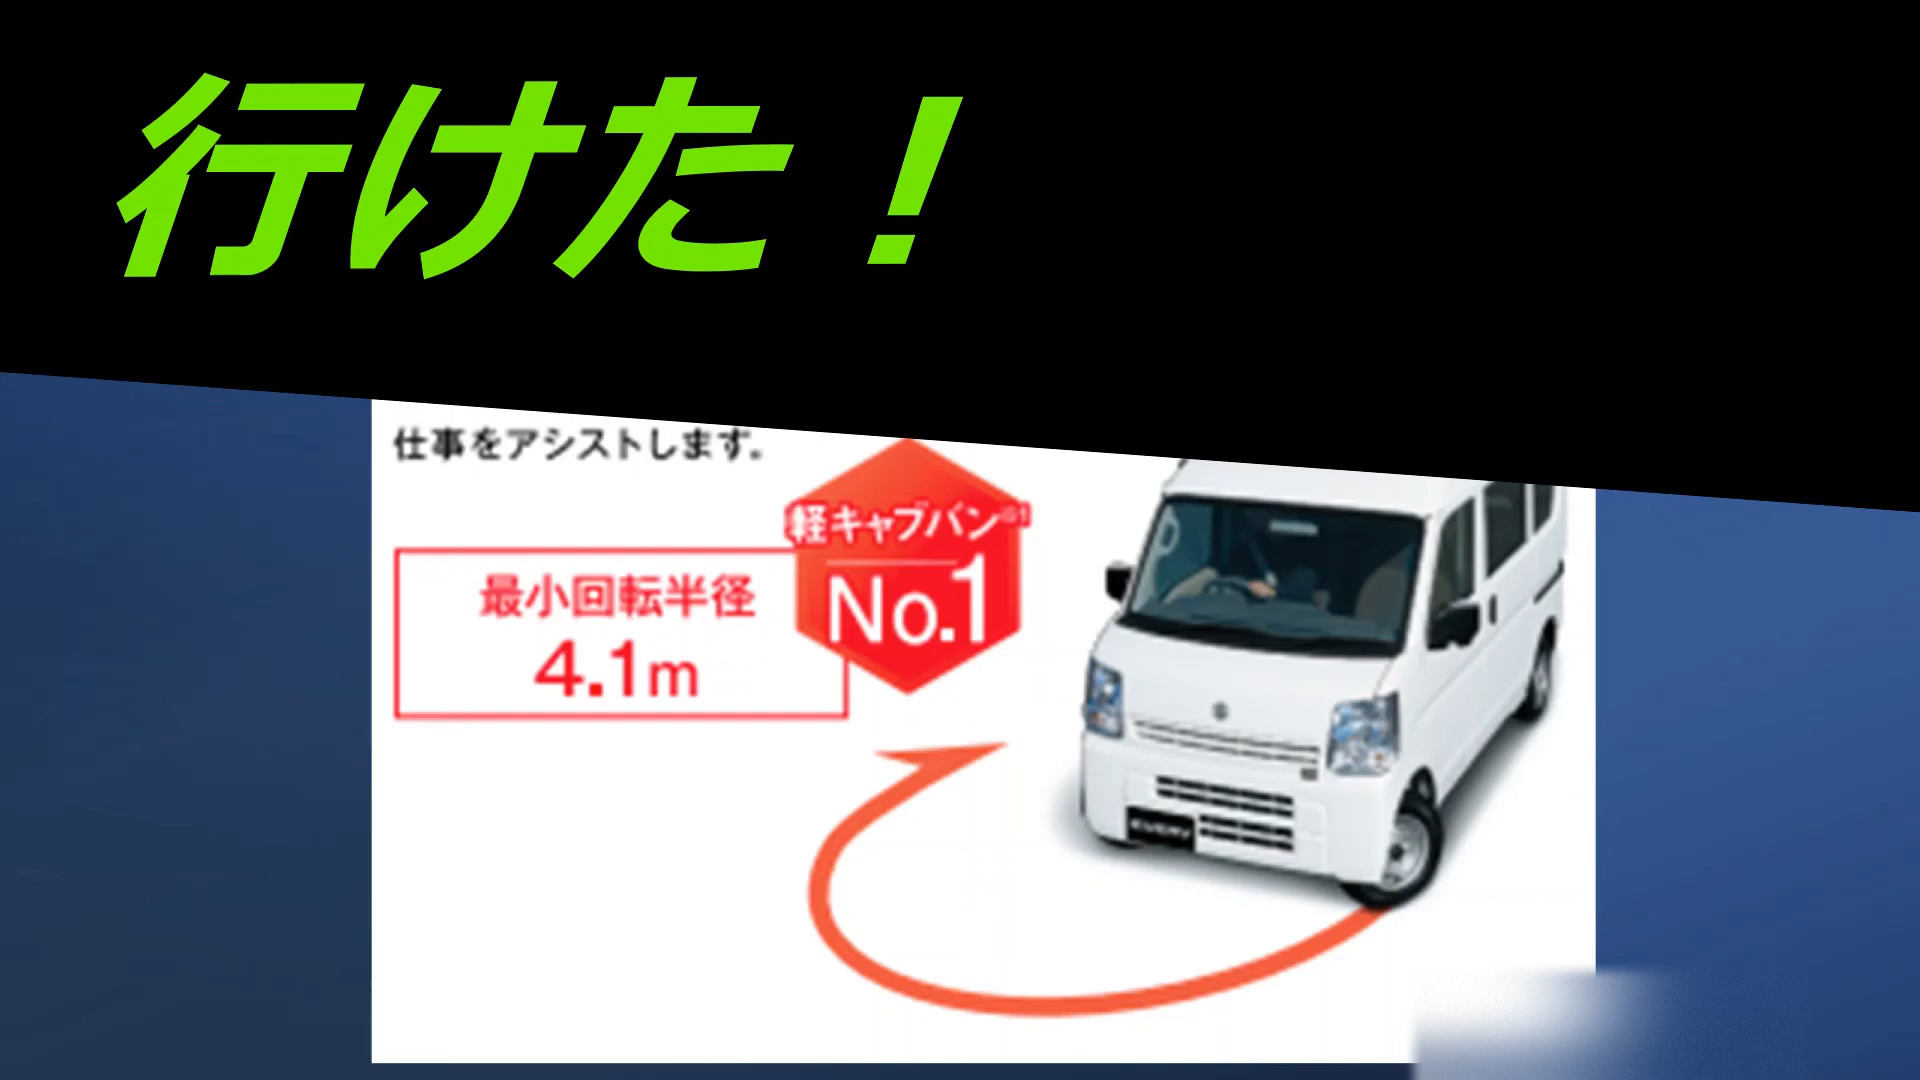 行けた！
仕事をアシストします。
軽キャブバン※1
No.1
最小回転半径
4.1m
EVERY